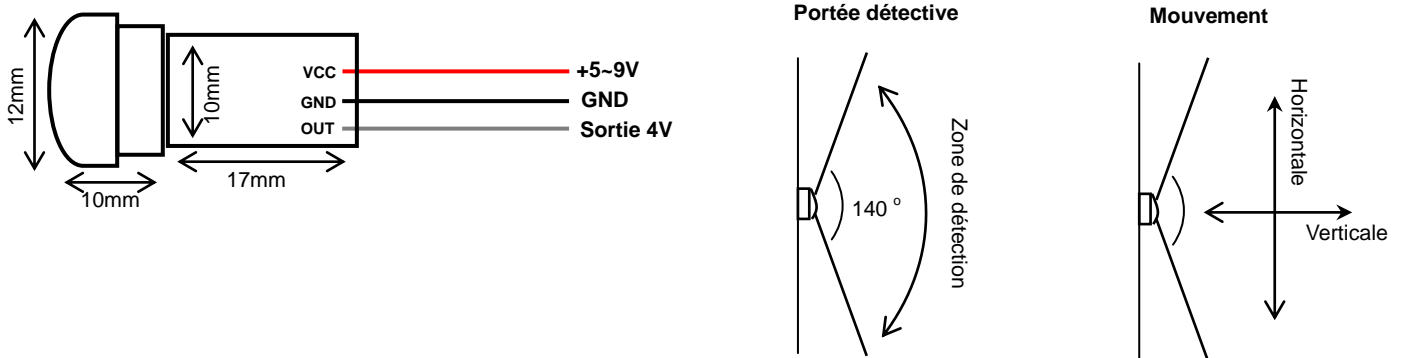 12mm
10mm
10mm
17mm
VCC
GND
OUT
+5~9V
GND
Sortie 4V
Portée détective
140 °
Zone de détection
Mouvement
Horizontale
Verticale